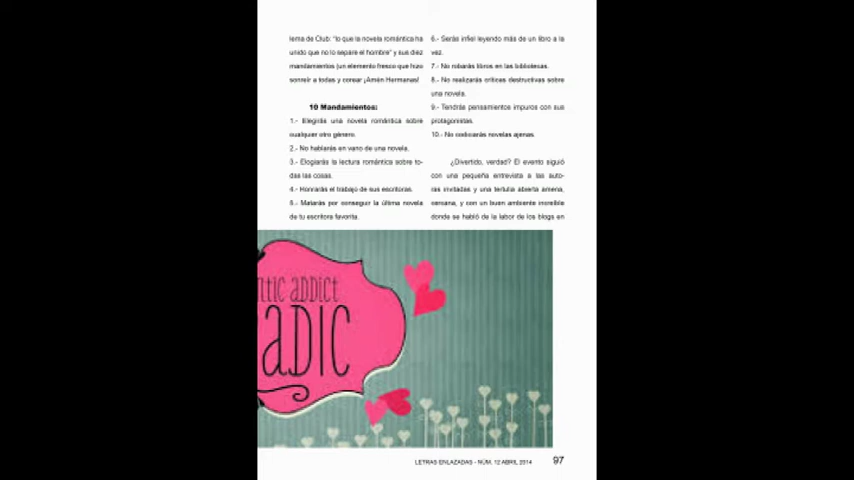 lema de Club: "lo que la novela romántica ha
unido que no lo separe el hombre" y sus diez
mandamientos (un elemento fresco que hizo
sonreír a todas y corear ¡Amén Hermanas!
10 Mandamientos:
1.- Elegirás una novela romántica sobre
cualquier otro género.
2.- No hablarás en vano de una novela.
3.- Elogiarás la lectura romántica sobre to-
das las cosas.
4.- Honrarás el trabajo de sus escritoras.
5.- Matarás por conseguir la última novela
de tu escritora favorita.
6.- Serás infiel leyendo más de un libro a la
vez.
7.- No robarás libros en las bibliotecas.
8.- No realizarás críticas destructivas sobre
una novela.
9.- Tendrás pensamientos impuros con sus
protagonistas.
10.- No codiciarás novelas ajenas.
¿Divertido, verdad? El evento siguió
con una pequeña entrevista a las auto-
ras invitadas y una tertulia abierta amena,
cercana, y con un buen ambiente increíble
donde se habló de la labor de los blogs en
ntic addict
adic
LETRAS ENLAZADAS - NÚM. 12 ABRIL 2014 97